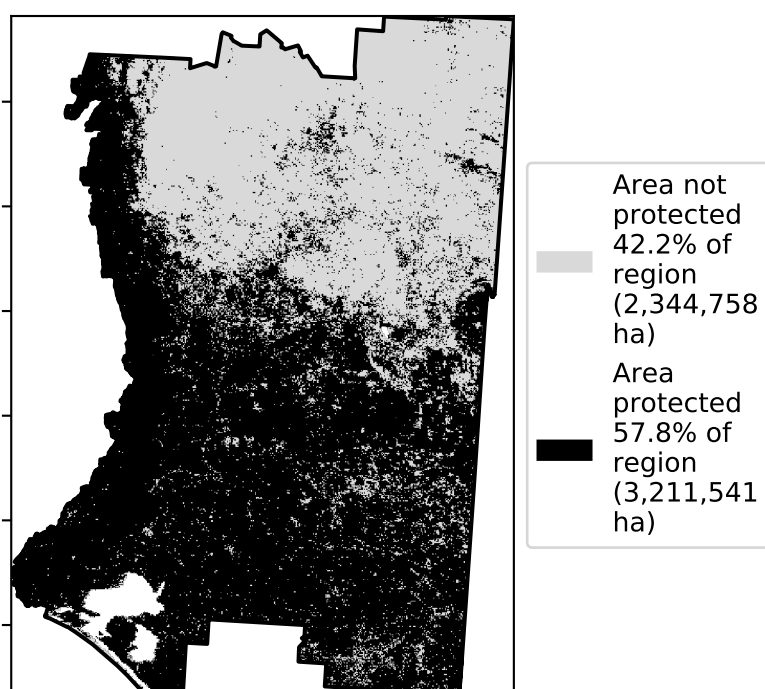 Area not
protected
42.2% of
region
(2,344,758
ha)
Area
protected
57.8% of
region
(3,211,541
ha)